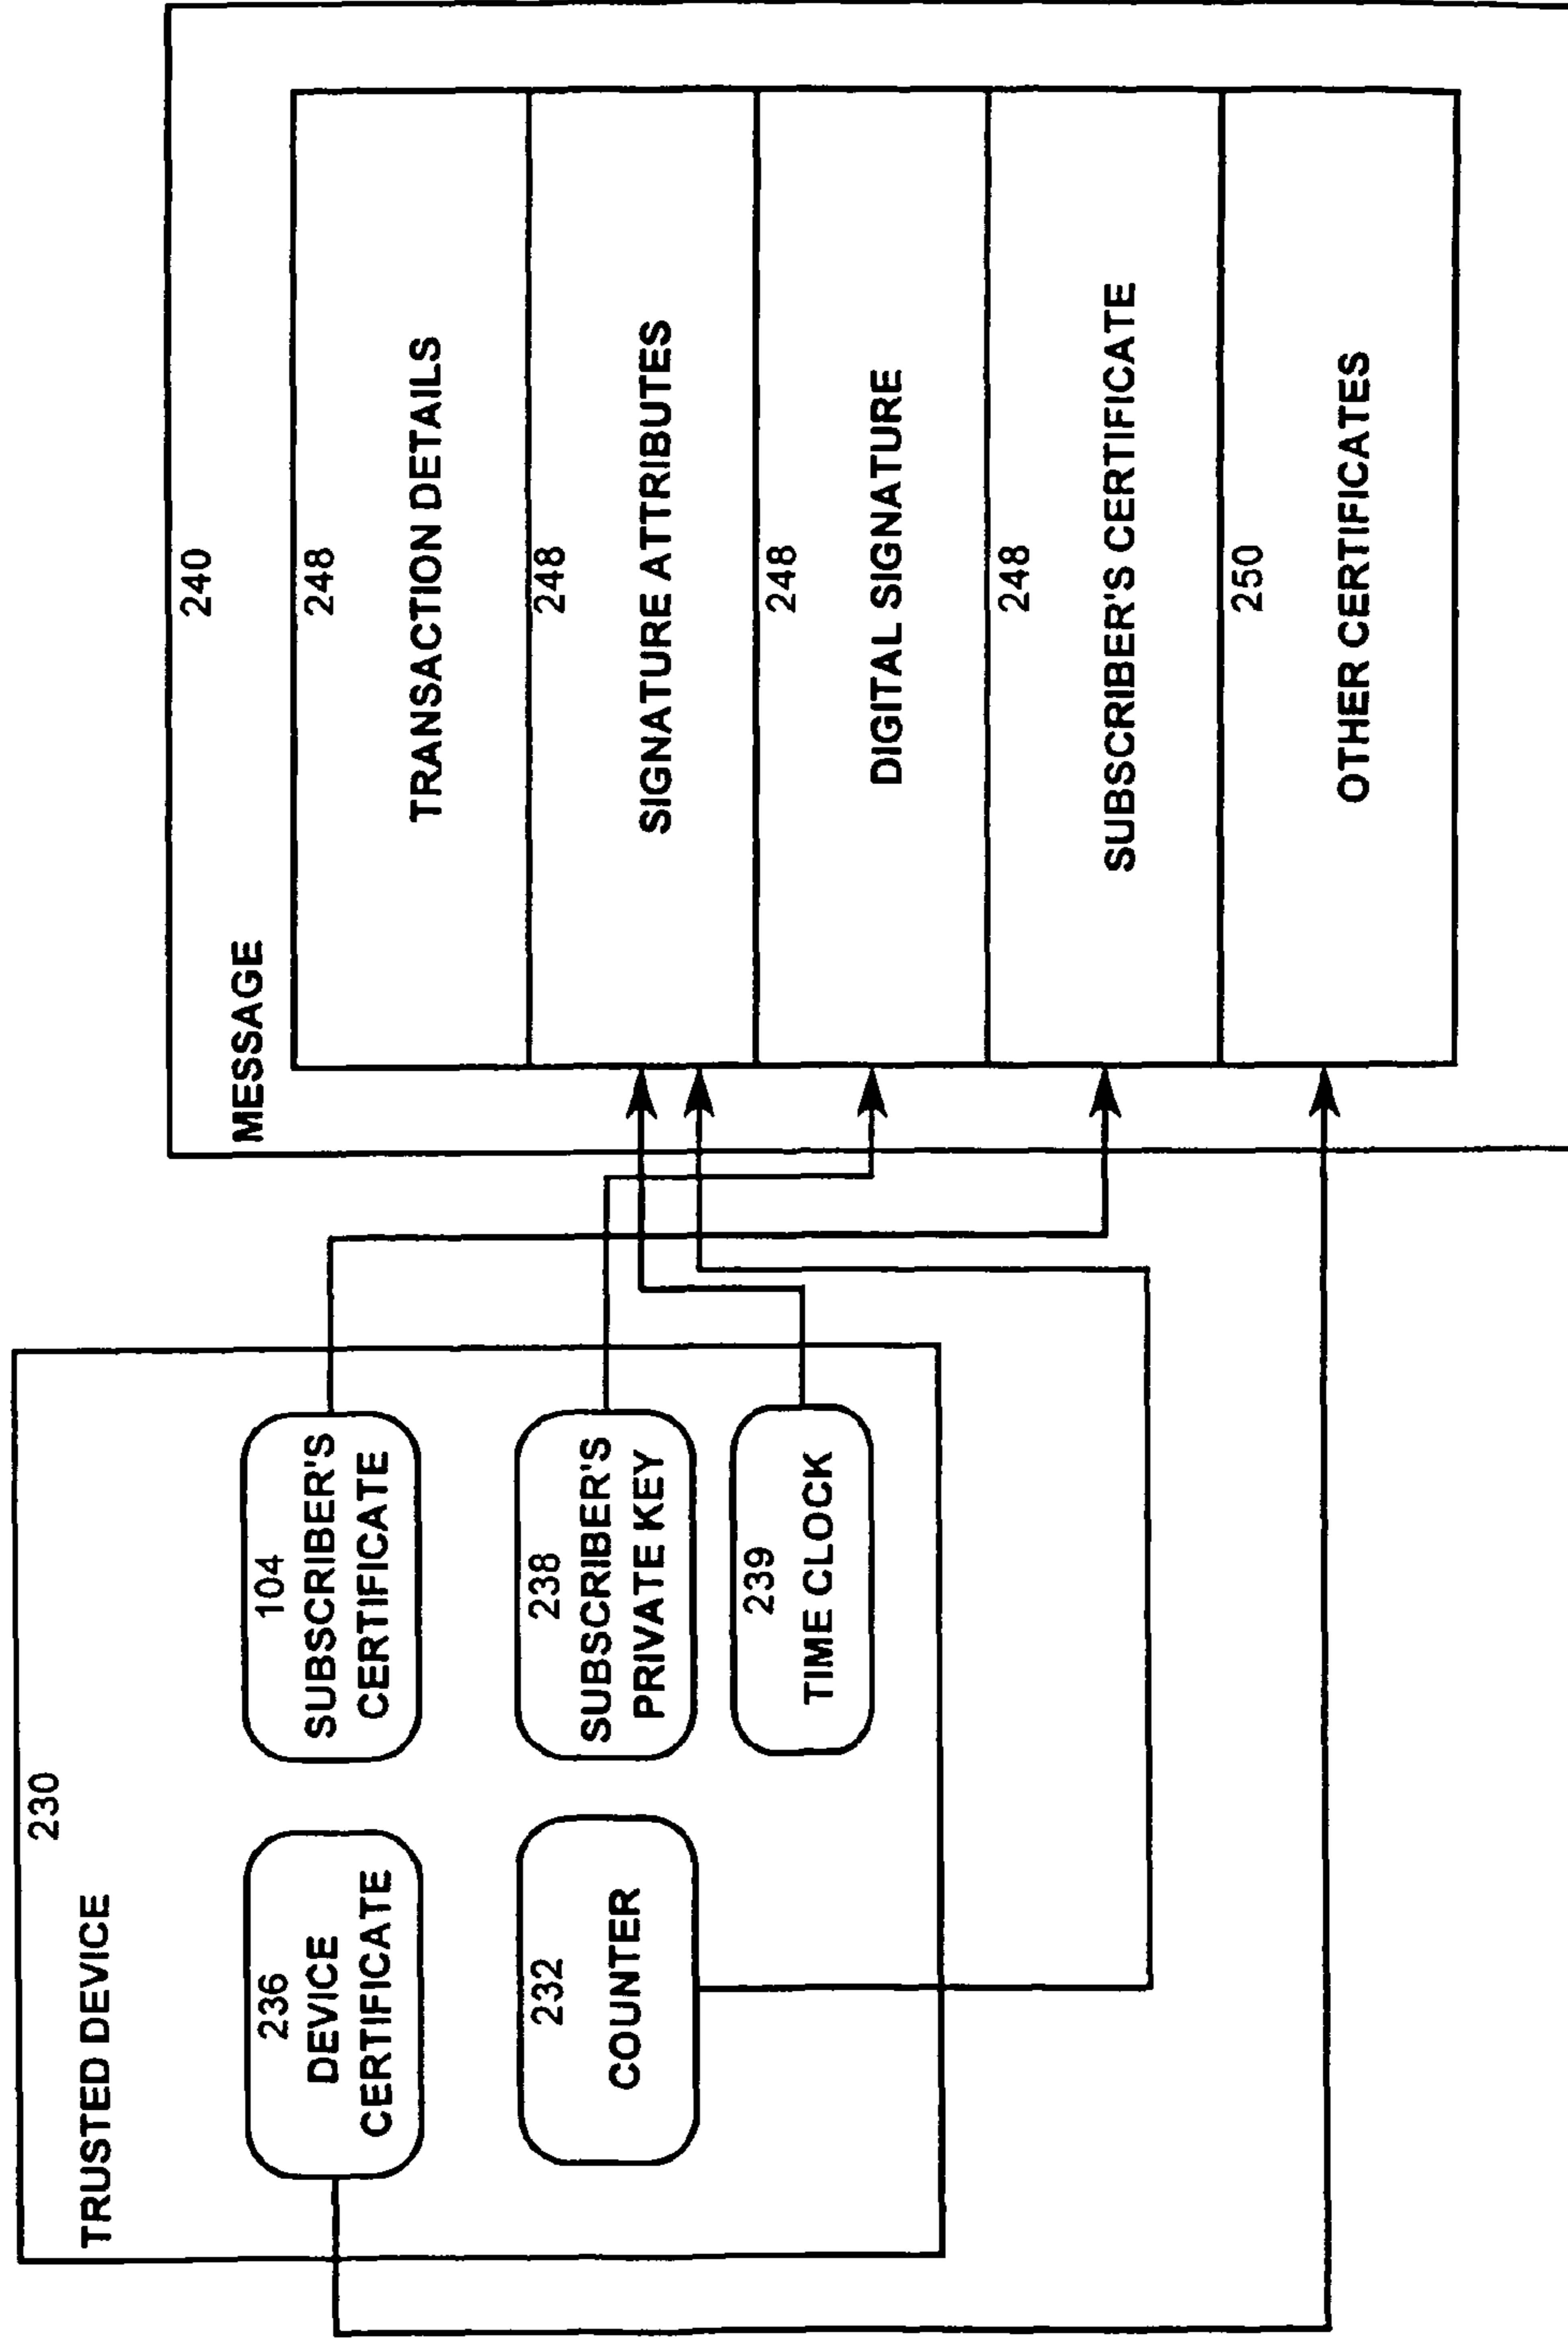 230
TRUSTED DEVICE
236
DEVICE
CERTIFICATE
104
SUBSCRIBER'S
CERTIFICATE
232
COUNTER
238
SUBSCRIBER'S
PRIVATE KEY
239
TIME CLOCK
240
MESSAGE
248
TRANSACTION DETAILS
248
SIGNATURE ATTRIBUTES
248
DIGITAL SIGNATURE
248
SUBSCRIBER'S CERTIFICATE
250
OTHER CERTIFICATES